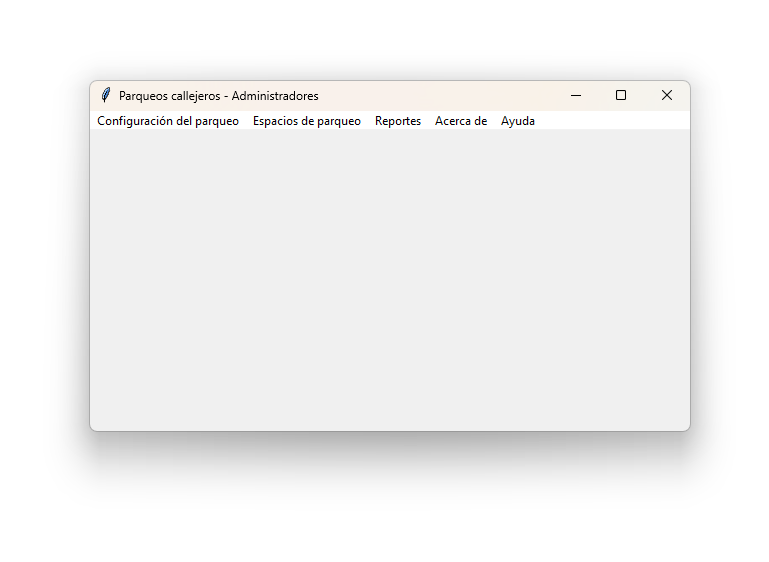 Parqueos callejeros - Administradores
Configuración del parqueo Espacios de parqueo Reportes Acerca de Ayuda